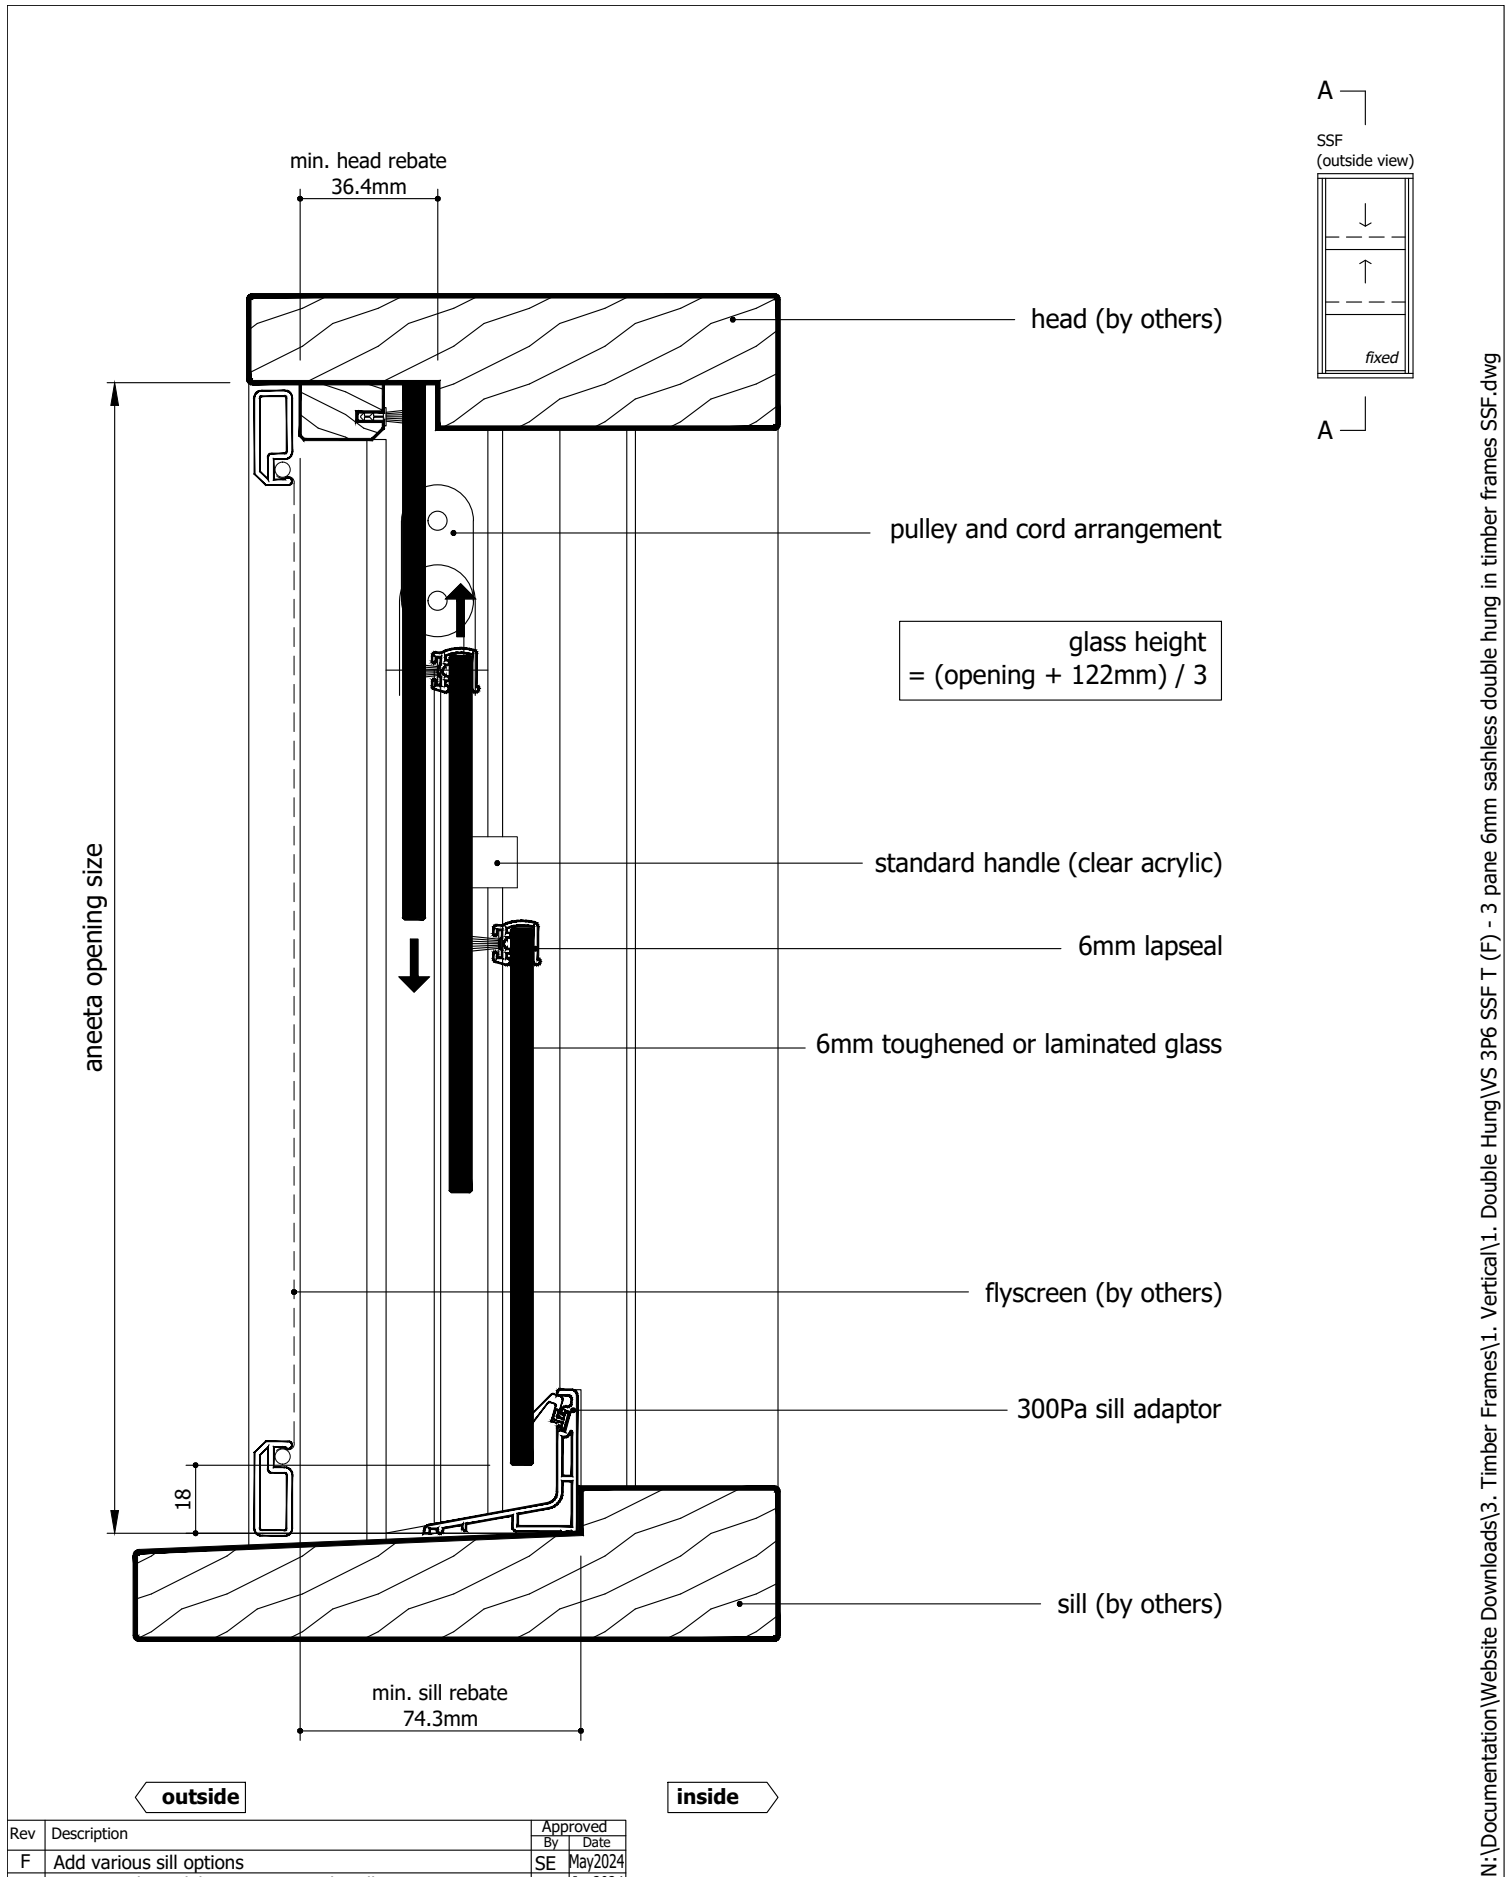 A
SSF
(outside view)
fixed
A
min. head rebate
36.4mm
head (by others)
pulley and cord arrangement
glass height
= (opening + 122mm) / 3
standard handle (clear acrylic)
aneeta opening size
6mm lapseal
6mm toughened or laminated glass
flyscreen (by others)
300Pa sill adaptor
18
sill (by others)
min. sill rebate
74.3mm
outside
inside
Rev Description Approved
By Date
F Add various sill options SE May2024
N:\Documentation\Website Downloads\3. Timber Frames\1. Vertical\1. Double Hung\VS 3P6 SSF T (F) - 3 pane 6mm sashless double hung in timber frames SSF.dwg